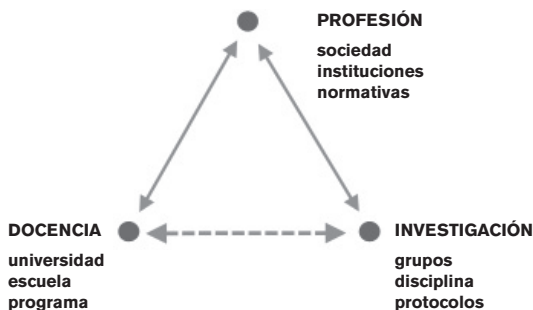 PROFESIÓN
sociedad
instituciones
normativas
DOCENCIA
universidad
escuela
programa
INVESTIGACIÓN
grupos
disciplina
protocolos